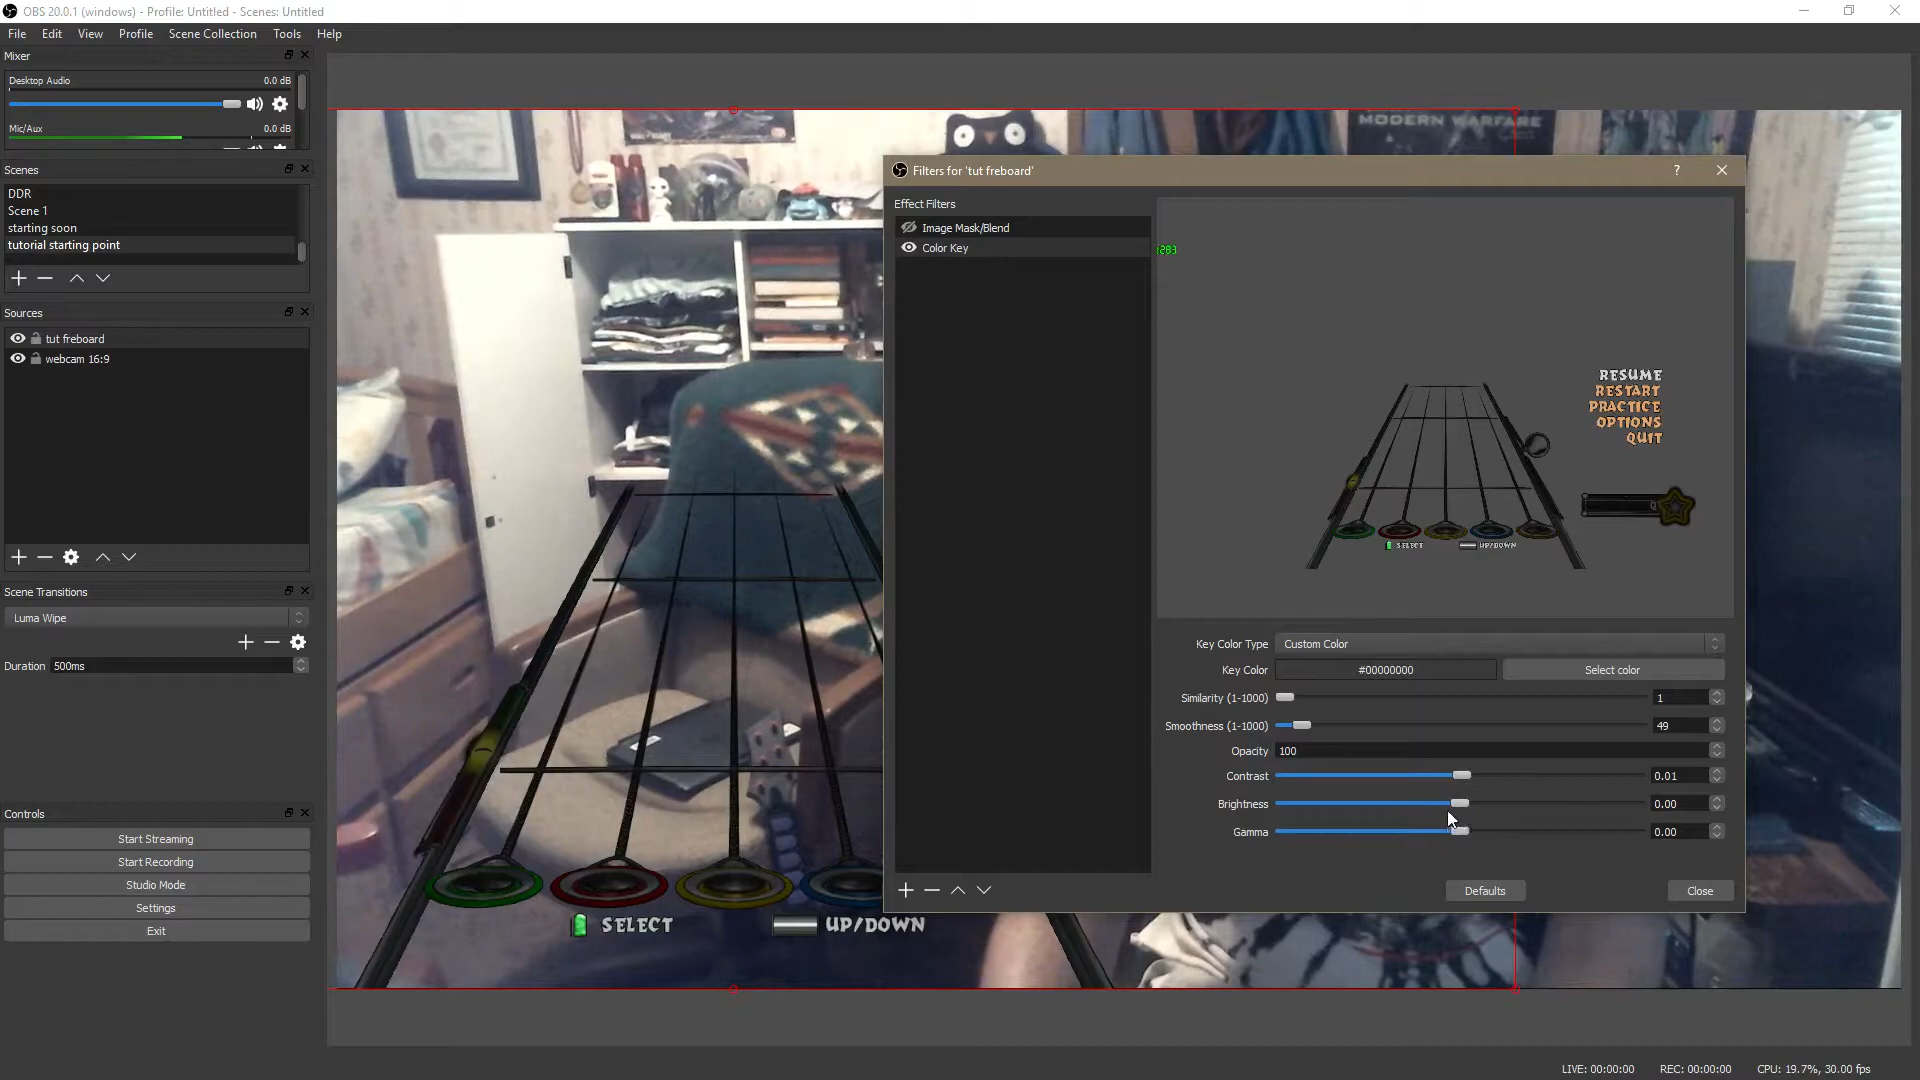 OBS 20.0.1 (windows) - Profile: Untitled - Scenes: Untitled
File Edit View Profile Scene Collection Tools Help
Mixer
Desktop Audio 0.0 dB
Mic/Aux 0.0 dB
Scenes
DDR
Scene 1
starting soon
tutorial starting point
Sources
tut freboard
webcam 16:9
Scene Transitions
Luma Wipe
Duration 500ms
Controls
Start Streaming
Start Recording
Studio Mode
Settings
Exit
MODERN WARFARE
SELECT UP/DOWN
Filters for 'tut freboard'
Effect Filters
Image Mask/Blend
Color Key
RESUME
RESTART
PRACTICE
OPTIONS
QUIT
SELECT UP/DOWN
Key Color Type Custom Color
Key Color #00000000 Select color
Similarity (1-1000) 1
Smoothness (1-1000) 49
Opacity 100
Contrast 0.01
Brightness 0.00
Gamma 0.00
Defaults Close
LIVE: 00:00:00 REC: 00:00:00 CPU: 19.7%, 30.00 fps